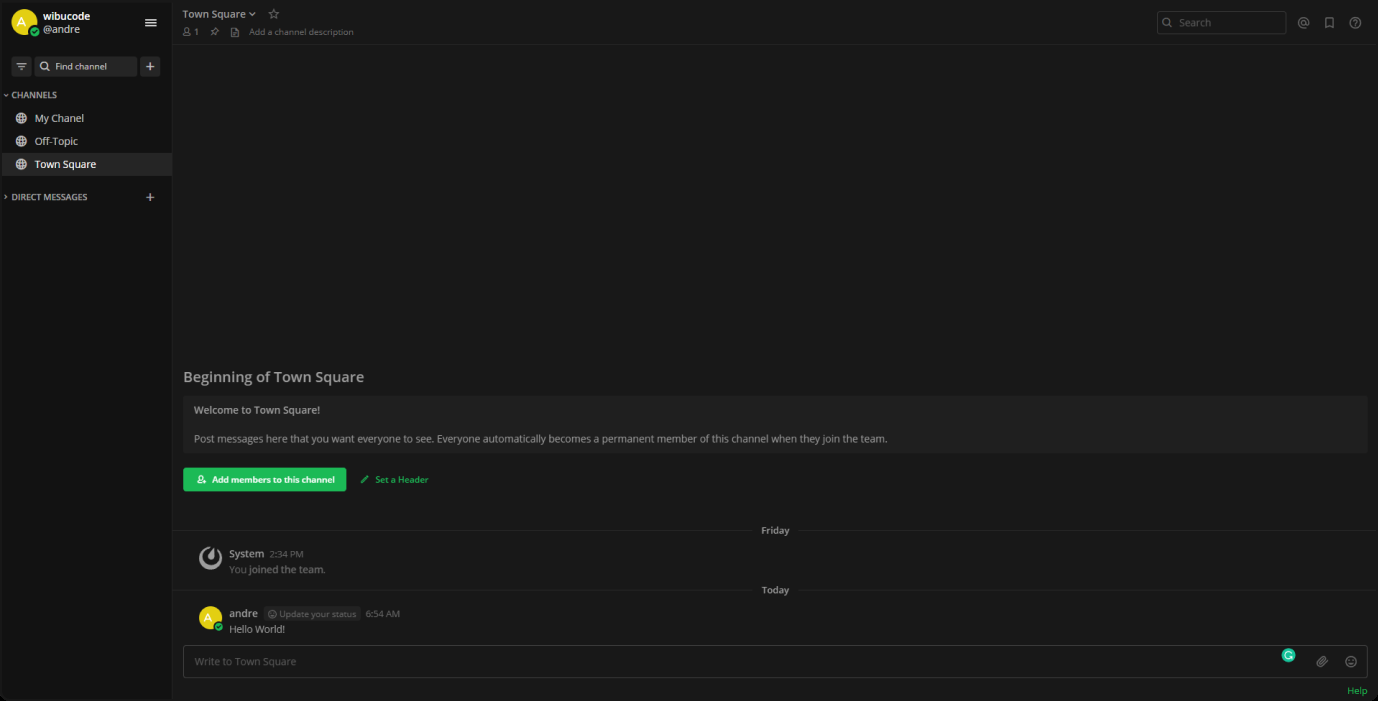 A
wibucode
@andre
Find channel
CHANNELS
My Chanel
Off-Topic
Town Square
DIRECT MESSAGES
Town Square
1
Add a channel description
Search
Beginning of Town Square
Welcome to Town Square!
Post messages here that you want everyone to see. Everyone automatically becomes a permanent member of this channel when they join the team.
Add members to this channel
Set a Header
Friday
System 2:34 PM
You joined the team.
Today
A
andre Update your status 6:54 AM
Hello World!
Write to Town Square
Help